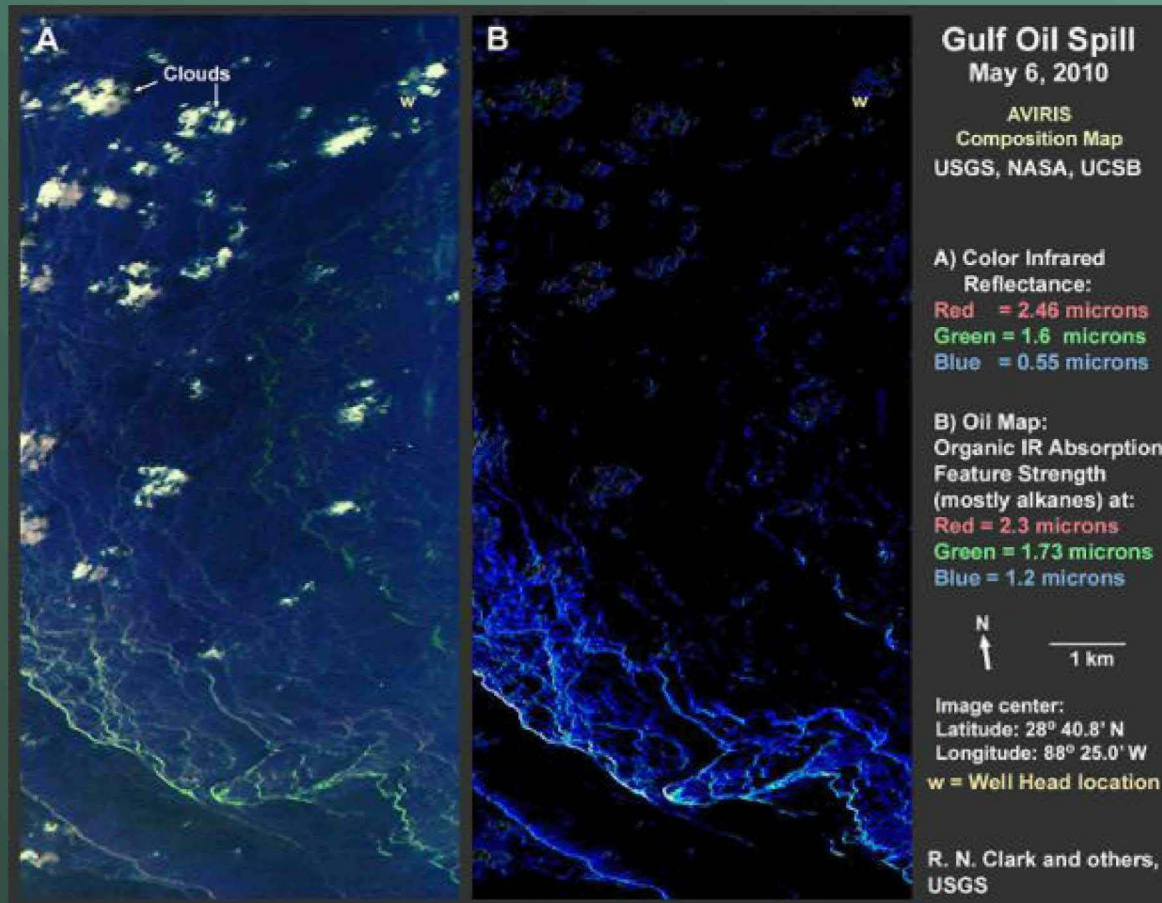 A
Clouds
w
B
w
Gulf Oil Spill
May 6, 2010
AVIRIS
Composition Map
USGS, NASA, UCSB
A) Color Infrared
Reflectance:
Red = 2.46 microns
Green = 1.6 microns
Blue = 0.55 microns
B) Oil Map:
Organic IR Absorption
Feature Strength
(mostly alkanes) at:
Red = 2.3 microns
Green = 1.73 microns
Blue = 1.2 microns
N
1 km
Image center:
Latitude: 28º 40.8' N
Longitude: 88º 25.0' W
w = Well Head location
R. N. Clark and others,
USGS